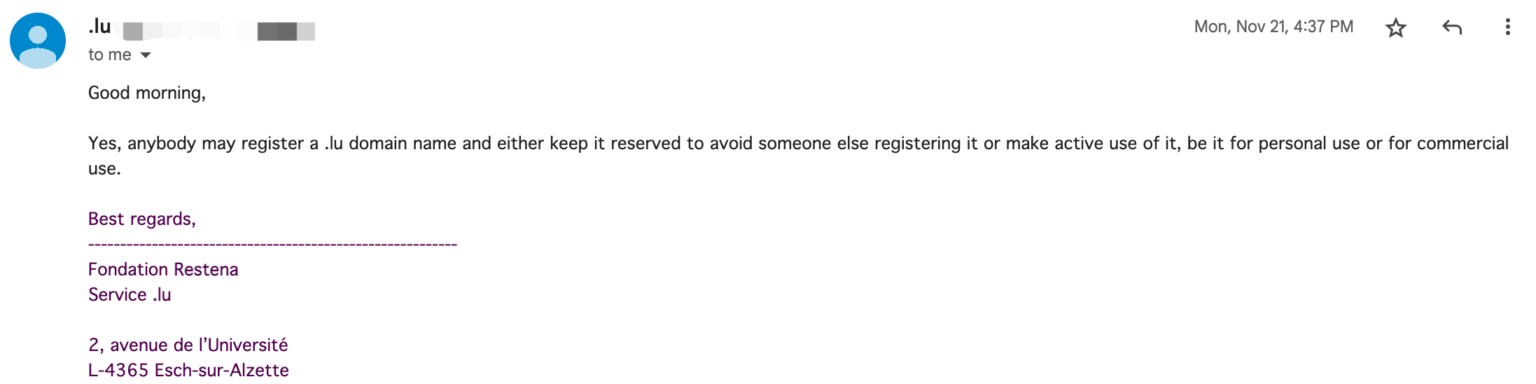 .lu
Mon, Nov 21, 4:37 PM
to me
Good morning,
Yes, anybody may register a .lu domain name and either keep it reserved to avoid someone else registering it or make active use of it, be it for personal use or for commercial
use.
Best regards,
----------------------------------------------------------
Fondation Restena
Service .lu
2, avenue de l’Université
L-4365 Esch-sur-Alzette